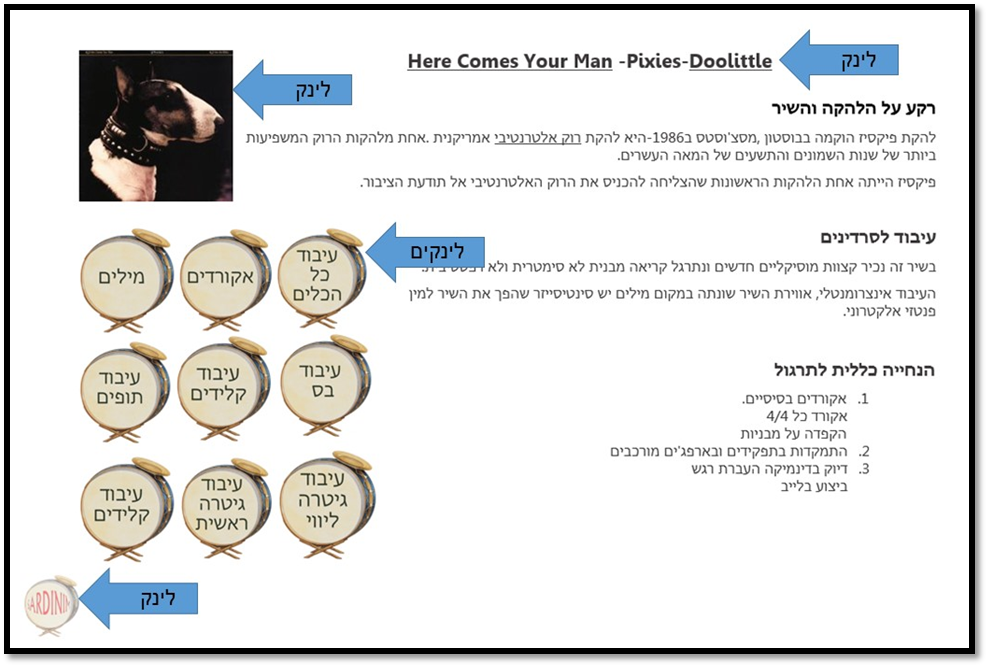 Here Comes Your Man -Pixies-Doolittle
לינק
לינק
רקע על הלהקה והשיר
להקת פיקסיז הוקמה בבוסטון ,מסצ'וסטס ב1986-היא להקת רוק אלטרנטיבי אמריקנית .אחת מלהקות הרוק המשפיעות
ביותר של שנות השמונים והתשעים של המאה העשרים.
פיקסיז הייתה אחת הלהקות הראשונות שהצליחה להכניס את הרוק האלטרנטיבי אל תודעת הציבור.
עיבוד לסרדינים
לינקים
בשיר זה נכיר קצוות מוסיקליים חדשים ונתרגל קריאה מבנית לא סימטרית ולא
העיבוד אינצרומנטלי, אווירת השיר שונתה במקום מילים יש סינטיסייזר שהפך את השיר למין
פנטזי אלקטרוני.
הנחייה כללית לתרגול
1. אקורדים בסיסיים.
אקורד כל 4/4
הקפדה על מבניות
2. התמקדות בתפקידים ובארפג'ים מורכבים
3. דיוק בדינמיקה העברת רגש
ביצוע בלייב
עיבוד
כל
הכלים
אקורדים
מילים
עיבוד
בס
עיבוד
קלידים
עיבוד
תופים
עיבוד
גיטרה
ליווי
עיבוד
גיטרה
ראשית
עיבוד
קלידים
לינק